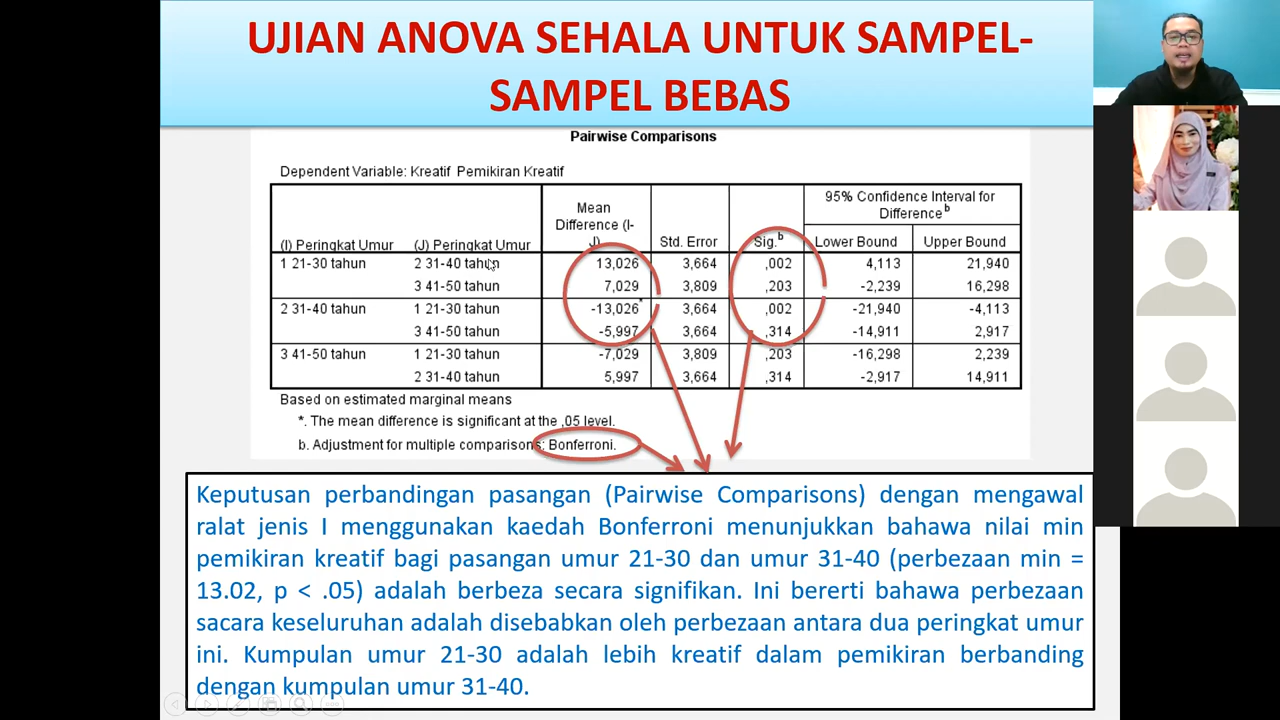 UJIAN ANOVA SEHALA UNTUK SAMPEL-
SAMPEL BEBAS
Pairwise Comparisons
Dependent Variable: Kreatif Pemikiran Kreatif
(I) Peringkat Umur (J) Peringkat Umur Mean Difference (I-J) Std. Error Sig.b 95% Confidence Interval for Difference b
Lower Bound Upper Bound
1 21-30 tahun 2 31-40 tahun 13,026 3,664 ,002 4,113 21,940
3 41-50 tahun 7,029 3,809 ,203 -2,239 16,298
2 31-40 tahun 1 21-30 tahun -13,026* 3,664 ,002 -21,940 -4,113
3 41-50 tahun -5,997 3,664 ,314 -14,911 2,917
3 41-50 tahun 1 21-30 tahun -7,029 3,809 ,203 -16,298 2,239
2 31-40 tahun 5,997 3,664 ,314 -2,917 14,911
Based on estimated marginal means
*. The mean difference is significant at the ,05 level.
b. Adjustment for multiple comparisons: Bonferroni.
Keputusan perbandingan pasangan (Pairwise Comparisons) dengan mengawal
ralat jenis I menggunakan kaedah Bonferroni menunjukkan bahawa nilai min
pemikiran kreatif bagi pasangan umur 21-30 dan umur 31-40 (perbezaan min =
13.02, p < .05) adalah berbeza secara signifikan. Ini bererti bahawa perbezaan
sacara keseluruhan adalah disebabkan oleh perbezaan antara dua peringkat umur
ini. Kumpulan umur 21-30 adalah lebih kreatif dalam pemikiran berbanding
dengan kumpulan umur 31-40.